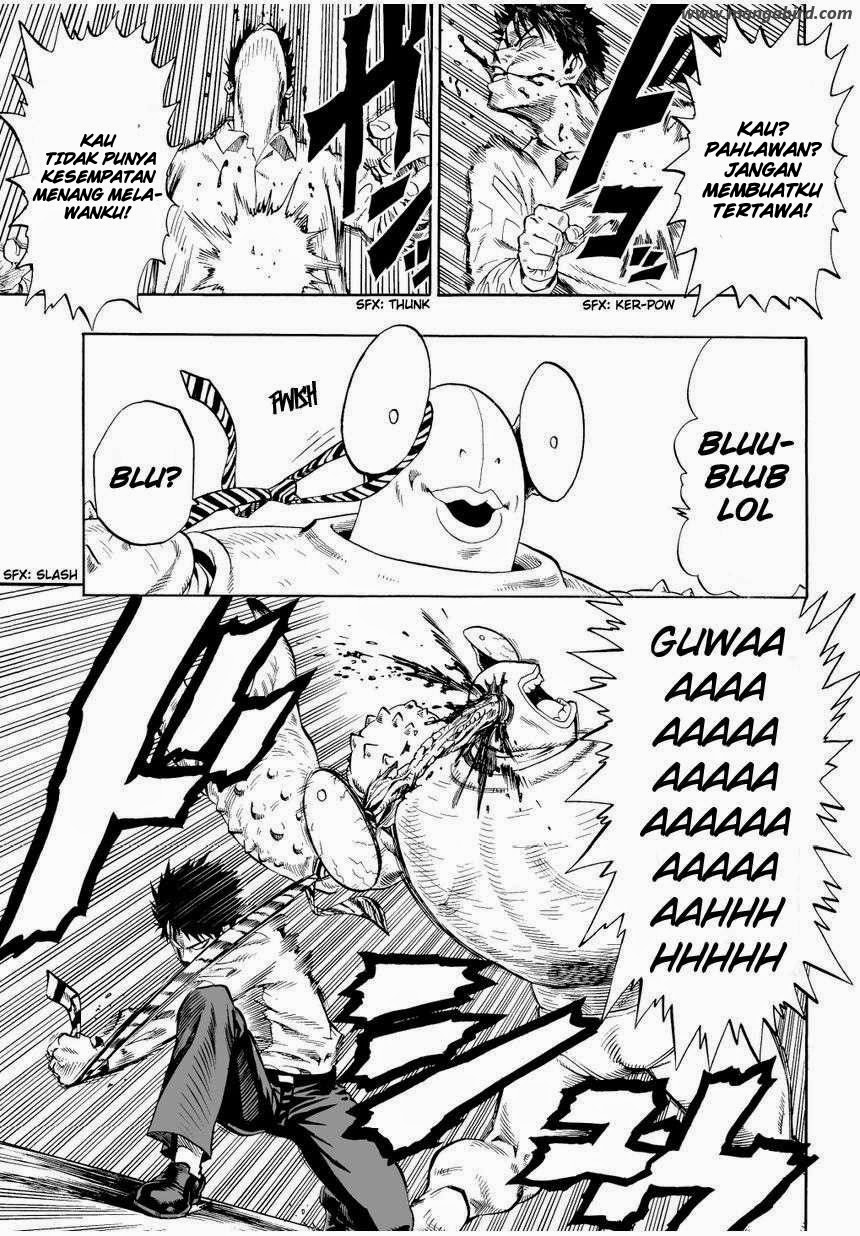 www.mangabird.com
KAU?
PAHLAWAN?
JANGAN
MEMBUATKU
TERTAWA!
SFX: KER-POW
KAU
TIDAK PUNYA
KESEMPATAN
MENANG MELA-
WANKU!
SFX: THUNK
BLUU-
BLUB
LOL
FWISH
BLU?
SFX: SLASH
GUWAA
AAAA
AAAAA
AAAAA
AAAAAA
AAAAA
AAHHH
HHHHH